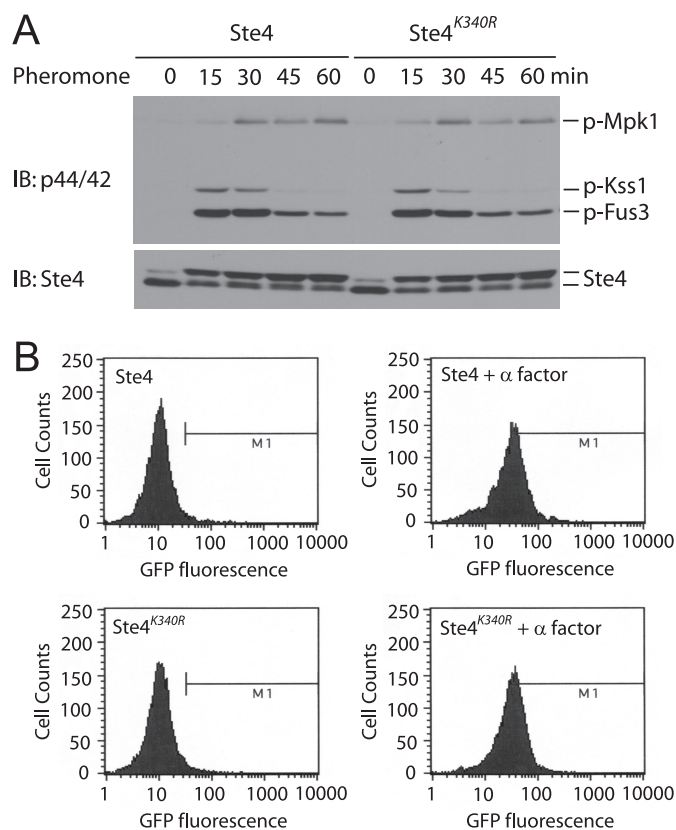 A
Ste4 Ste4K340R
Pheromone 0 15 30 45 60 0 15 30 45 60 min
p-Mpk1
IB: p44/42
p-Kss1
p-Fus3
IB: Ste4 Ste4
B
250 250
Ste4 Ste4 + α factor
200 200
150 150
M1 M1
100 100
50 50
0 0
Cell Counts Cell Counts
1 10 100 1000 10000 1 10 100 1000 10000
GFP fluorescence GFP fluorescence
250 250
Ste4K340R Ste4K340R + α factor
200 200
150 150
M1 M1
100 100
50 50
0 0
Cell Counts Cell Counts
1 10 100 1000 10000 1 10 100 1000 10000
GFP fluorescence GFP fluorescence